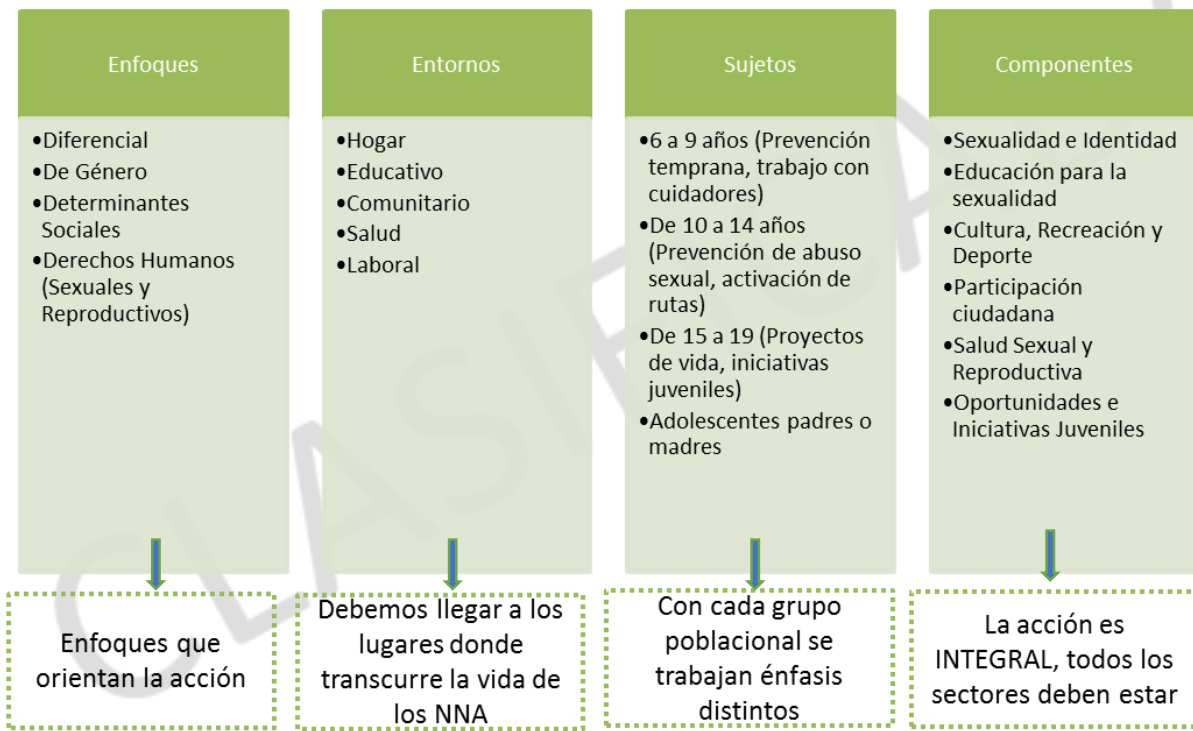 Enfoques
•Diferencial
•De Género
•Determinantes
Sociales
•Derechos Humanos
(Sexuales y
Reproductivos)
Enfoques que
orientan la acción
Entornos
•Hogar
•Educativo
•Comunitario
•Salud
•Laboral
Debemos llegar a los
lugares donde
transcurre la vida de
los NNA
Sujetos
•6 a 9 años (Prevención
temprana, trabajo con
cuidadores)
•De 10 a 14 años
(Prevención de abuso
sexual, activación de
rutas)
•De 15 a 19 (Proyectos
de vida, iniciativas
juveniles)
•Adolescentes padres o
madres
Con cada grupo
poblacional se
trabajan énfasis
distintos
Componentes
•Sexualidad e Identidad
•Educación para la
sexualidad
•Cultura, Recreación y
Deporte
•Participación
ciudadana
•Salud Sexual y
Reproductiva
•Oportunidades e
Iniciativas Juveniles
La acción es
INTEGRAL, todos los
sectores deben estar